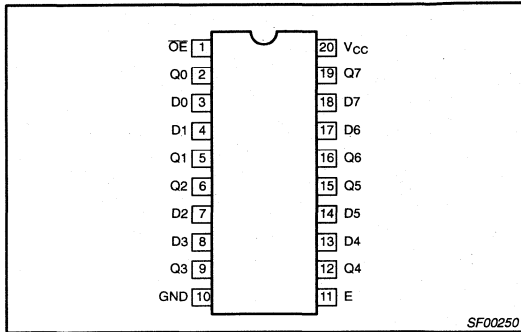 OE 1 20 VCC
Q0 2 19 Q7
D0 3 18 D7
D1 4 17 D6
Q1 5 16 Q6
Q2 6 15 Q5
D2 7 14 D5
D3 8 13 D4
Q3 9 12 Q4
GND 10 11 E
SF00250